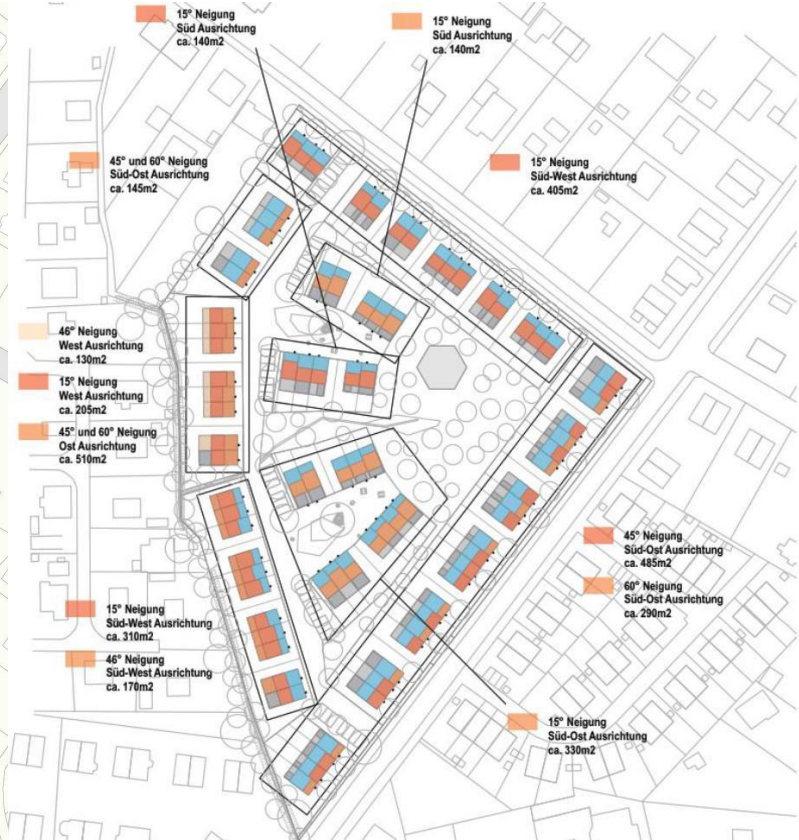 15° Neigung
Süd Ausrichtung
ca. 140m2
15° Neigung
Süd Ausrichtung
ca. 140m2
45° und 60° Neigung
Süd-Ost Ausrichtung
ca. 145m2
15° Neigung
Süd-West Ausrichtung
ca. 405m2
46° Neigung
West Ausrichtung
ca. 130m2
15° Neigung
West Ausrichtung
ca. 205m2
45° und 60° Neigung
Ost Ausrichtung
ca. 510m2
45° Neigung
Süd-Ost Ausrichtung
ca. 485m2
60° Neigung
Süd-Ost Ausrichtung
ca. 290m2
15° Neigung
Süd-West Ausrichtung
ca. 310m2
46° Neigung
Süd-West Ausrichtung
ca. 170m2
15° Neigung
Süd-Ost Ausrichtung
ca. 330m2